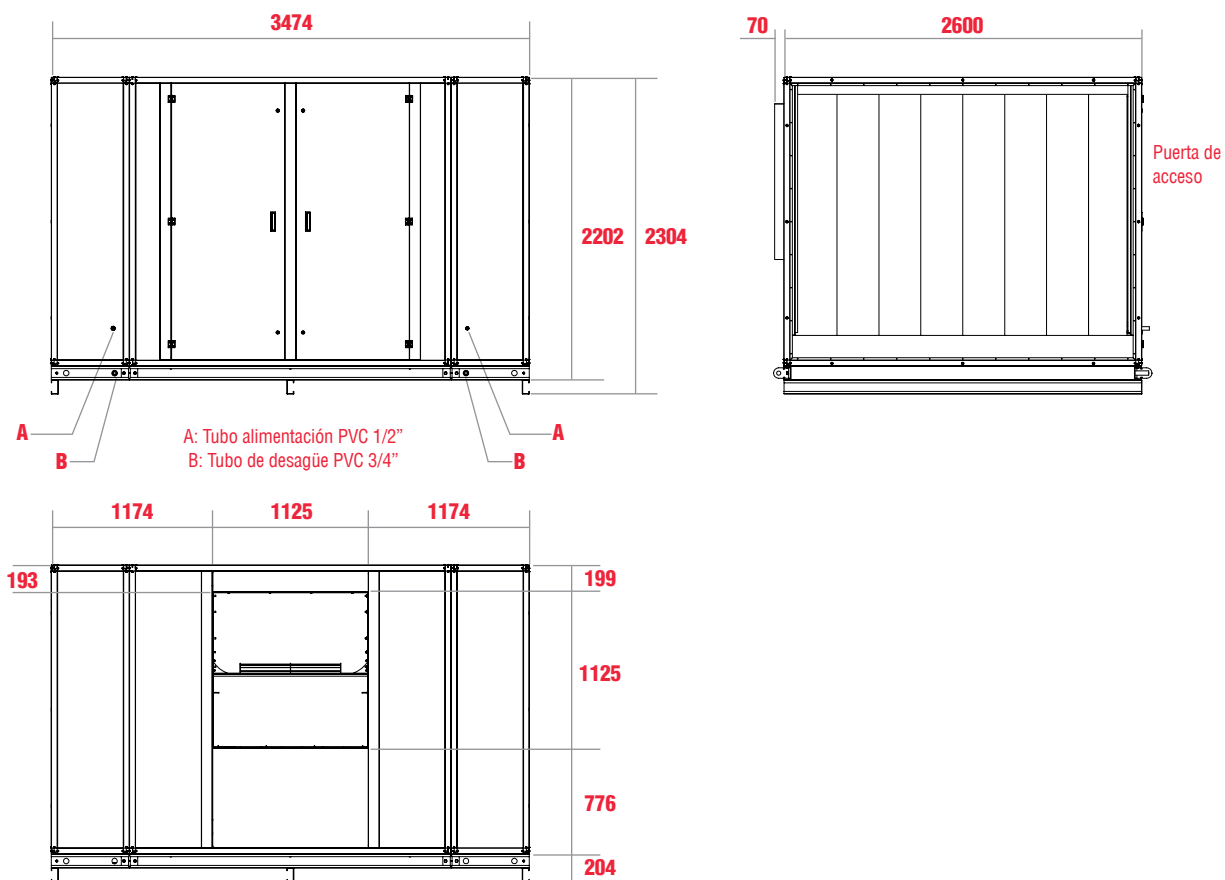 3474
70
2600
Puerta de
acceso
2202
2304
A
A: Tubo alimentación PVC 1/2”
A
B
B: Tubo de desagüe PVC 3/4”
B
1174
1125
1174
193
199
1125
776
204